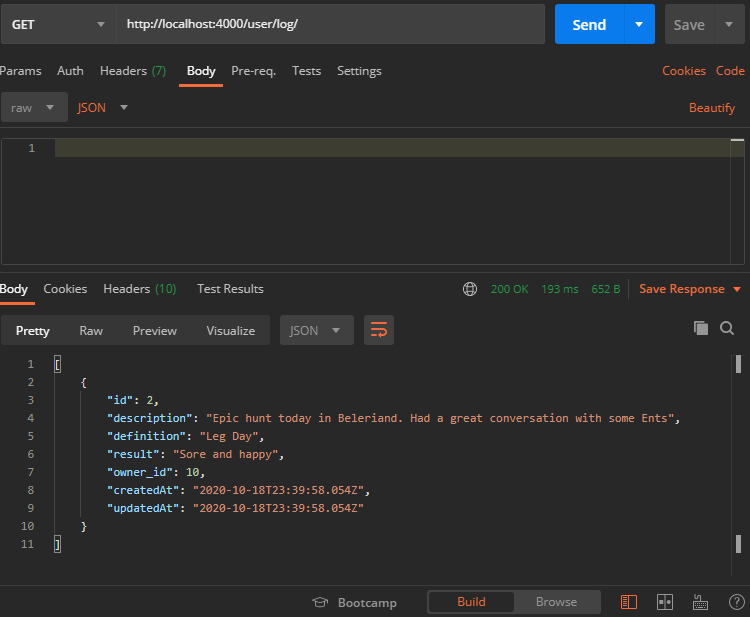 GET http://localhost:4000/user/log/ Send Save
Params Auth Headers (7) Body Pre-req. Tests Settings Cookies Code
raw JSON Beautify
1
Body Cookies Headers (10) Test Results 200 OK 193 ms 652 B Save Response
Pretty Raw Preview Visualize JSON
1 [
2 {
3 "id": 2,
4 "description": "Epic hunt today in Beleriand. Had a great conversation with some Ents",
5 "definition": "Leg Day",
6 "result": "Sore and happy",
7 "owner_id": 10,
8 "createdAt": "2020-10-18T23:39:58.054Z",
9 "updatedAt": "2020-10-18T23:39:58.054Z"
10 }
11 ]
Bootcamp Build Browse